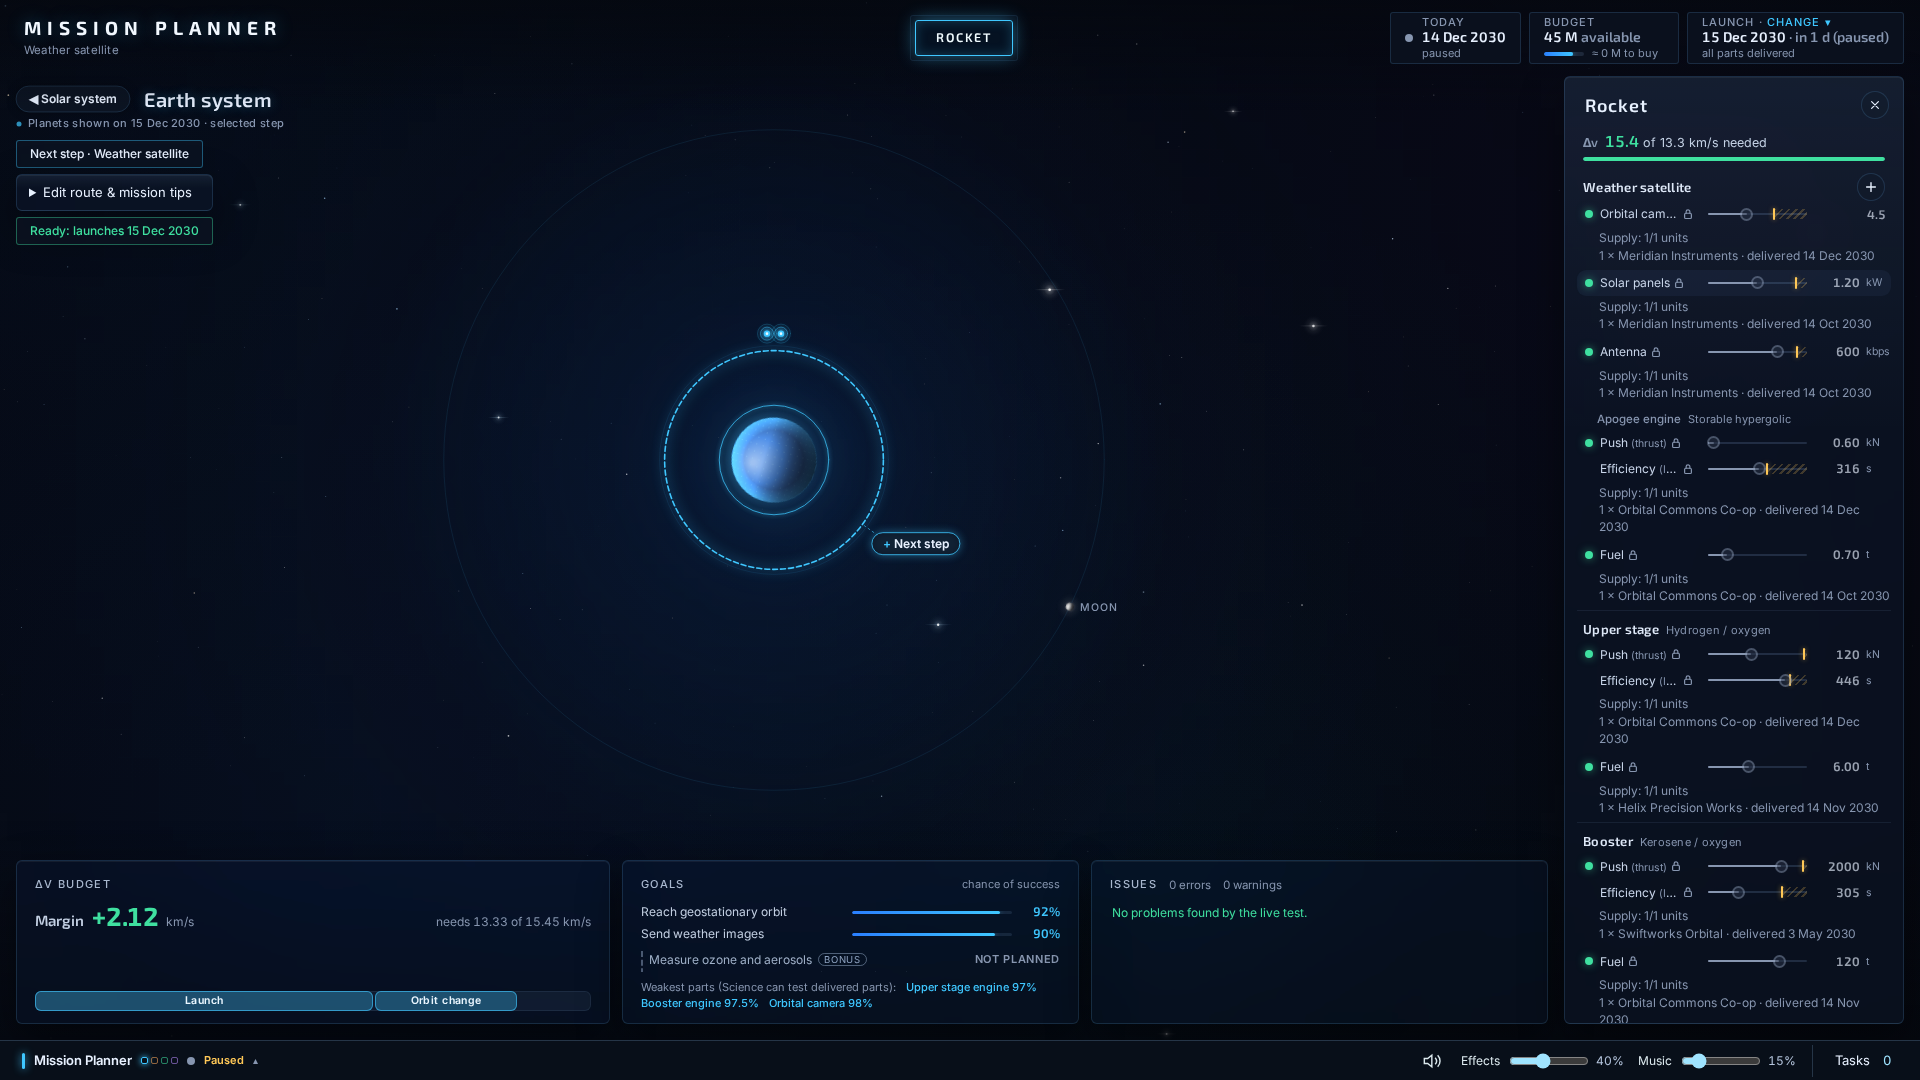 MISSION PLANNER
Weather satellite
ROCKET
TODAY
14 Dec 2030
paused
BUDGET
45 M available
≈ 0 M to buy
LAUNCH · CHANGE ▾
15 Dec 2030 · in 1 d (paused)
all parts delivered
◀ Solar system
Earth system
Planets shown on 15 Dec 2030 · selected step
Next step · Weather satellite
▶ Edit route & mission tips
Ready: launches 15 Dec 2030
+ Next step
MOON
Rocket
Δv 15.4 of 13.3 km/s needed
Weather satellite
Orbital cam... 4.5
Supply: 1/1 units
1 × Meridian Instruments · delivered 14 Dec 2030
Solar panels 1.20 kW
Supply: 1/1 units
1 × Meridian Instruments · delivered 14 Oct 2030
Antenna 600 kbps
Supply: 1/1 units
1 × Meridian Instruments · delivered 14 Oct 2030
Apogee engine Storable hypergolic
Push (thrust) 0.60 kN
Efficiency (I... 316 s
Supply: 1/1 units
1 × Orbital Commons Co-op · delivered 14 Dec
2030
Fuel 0.70 t
Supply: 1/1 units
1 × Orbital Commons Co-op · delivered 14 Oct 2030
Upper stage Hydrogen / oxygen
Push (thrust) 120 kN
Efficiency (I... 446 s
Supply: 1/1 units
1 × Orbital Commons Co-op · delivered 14 Dec
2030
Fuel 6.00 t
Supply: 1/1 units
1 × Helix Precision Works · delivered 14 Nov 2030
Booster Kerosene / oxygen
Push (thrust) 2000 kN
Efficiency (I... 305 s
Supply: 1/1 units
1 × Swiftworks Orbital · delivered 3 May 2030
Fuel 120 t
Supply: 1/1 units
1 × Orbital Commons Co-op · delivered 14 Nov
2030
ΔV BUDGET
Margin +2.12 km/s
needs 13.33 of 15.45 km/s
Launch
Orbit change
GOALS
chance of success
Reach geostationary orbit 92%
Send weather images 90%
Measure ozone and aerosols BONUS NOT PLANNED
Weakest parts (Science can test delivered parts): Upper stage engine 97%
Booster engine 97.5% Orbital camera 98%
ISSUES 0 errors 0 warnings
No problems found by the live test.
Mission Planner
Paused ▴
Effects 40%
Music 15%
Tasks 0